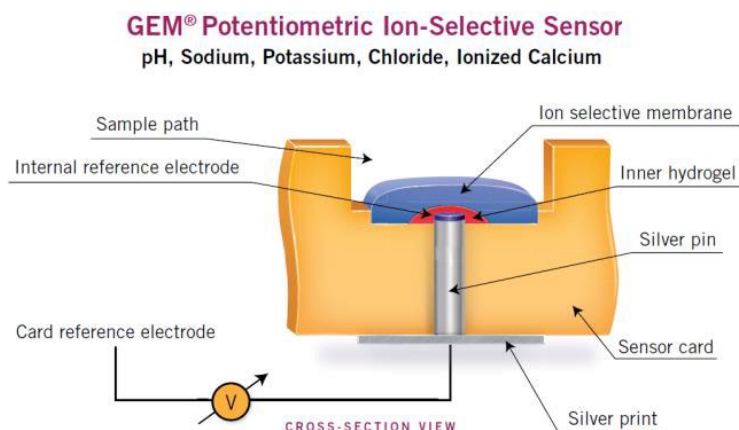 GEM® Potentiometric Ion-Selective Sensor
pH, Sodium, Potassium, Chloride, Ionized Calcium
Ion selective membrane
Sample path
Internal reference electrode
Inner hydrogel
Silver pin
Card reference electrode
Sensor card
V
Silver print
CROSS-SECTION VIEW